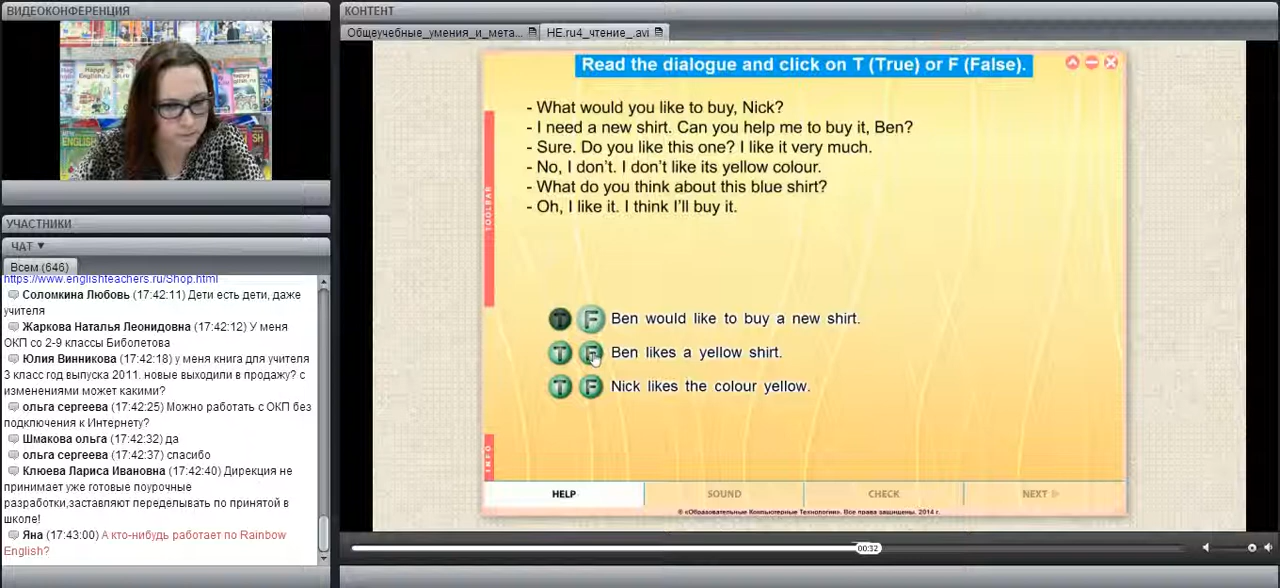 ВИДЕОКОНФЕРЕНЦИЯ
УЧАСТНИКИ
ЧАТ ▼
Всем (646)
https://www.englishteachers.ru/Shop.html
Соломкина Любовь (17:42:11) Дети есть дети, даже
учителя
Жаркова Наталья Леонидовна (17:42:12) У меня
ОКП со 2-9 классы Биболетова
Юлия Винникова (17:42:18) у меня книга для учителя
3 класс год выпуска 2011. новые выходили в продажу? с
изменениями может какими?
ольга сергеева (17:42:25) Можно работать с ОКП без
подключения к Интернету?
Шмакова ольга (17:42:32) да
ольга сергеева (17:42:37) спасибо
Клюева Лариса Ивановна (17:42:40) Дирекция не
принимает уже готовые поурочные
разработки,заставляют переделывать по принятой в
школе!
Яна (17:43:00) А кто-нибудь работает по Rainbow
English?
КОНТЕНТ
Общеучебные_умения_и_мета...
HE.ru4_чтение_.avi
Read the dialogue and click on T (True) or F (False).
- What would you like to buy, Nick?
- I need a new shirt. Can you help me to buy it, Ben?
- Sure. Do you like this one? I like it very much.
- No, I don't. I don't like its yellow colour.
- What do you think about this blue shirt?
- Oh, I like it. I think I'll buy it.
TOOLBAR
T F Ben would like to buy a new shirt.
T F Ben likes a yellow shirt.
T F Nick likes the colour yellow.
INFO
HELP
SOUND
CHECK
NEXT
© «Образовательные Компьютерные Технологии». Все права защищены, 2014 г.
00:32